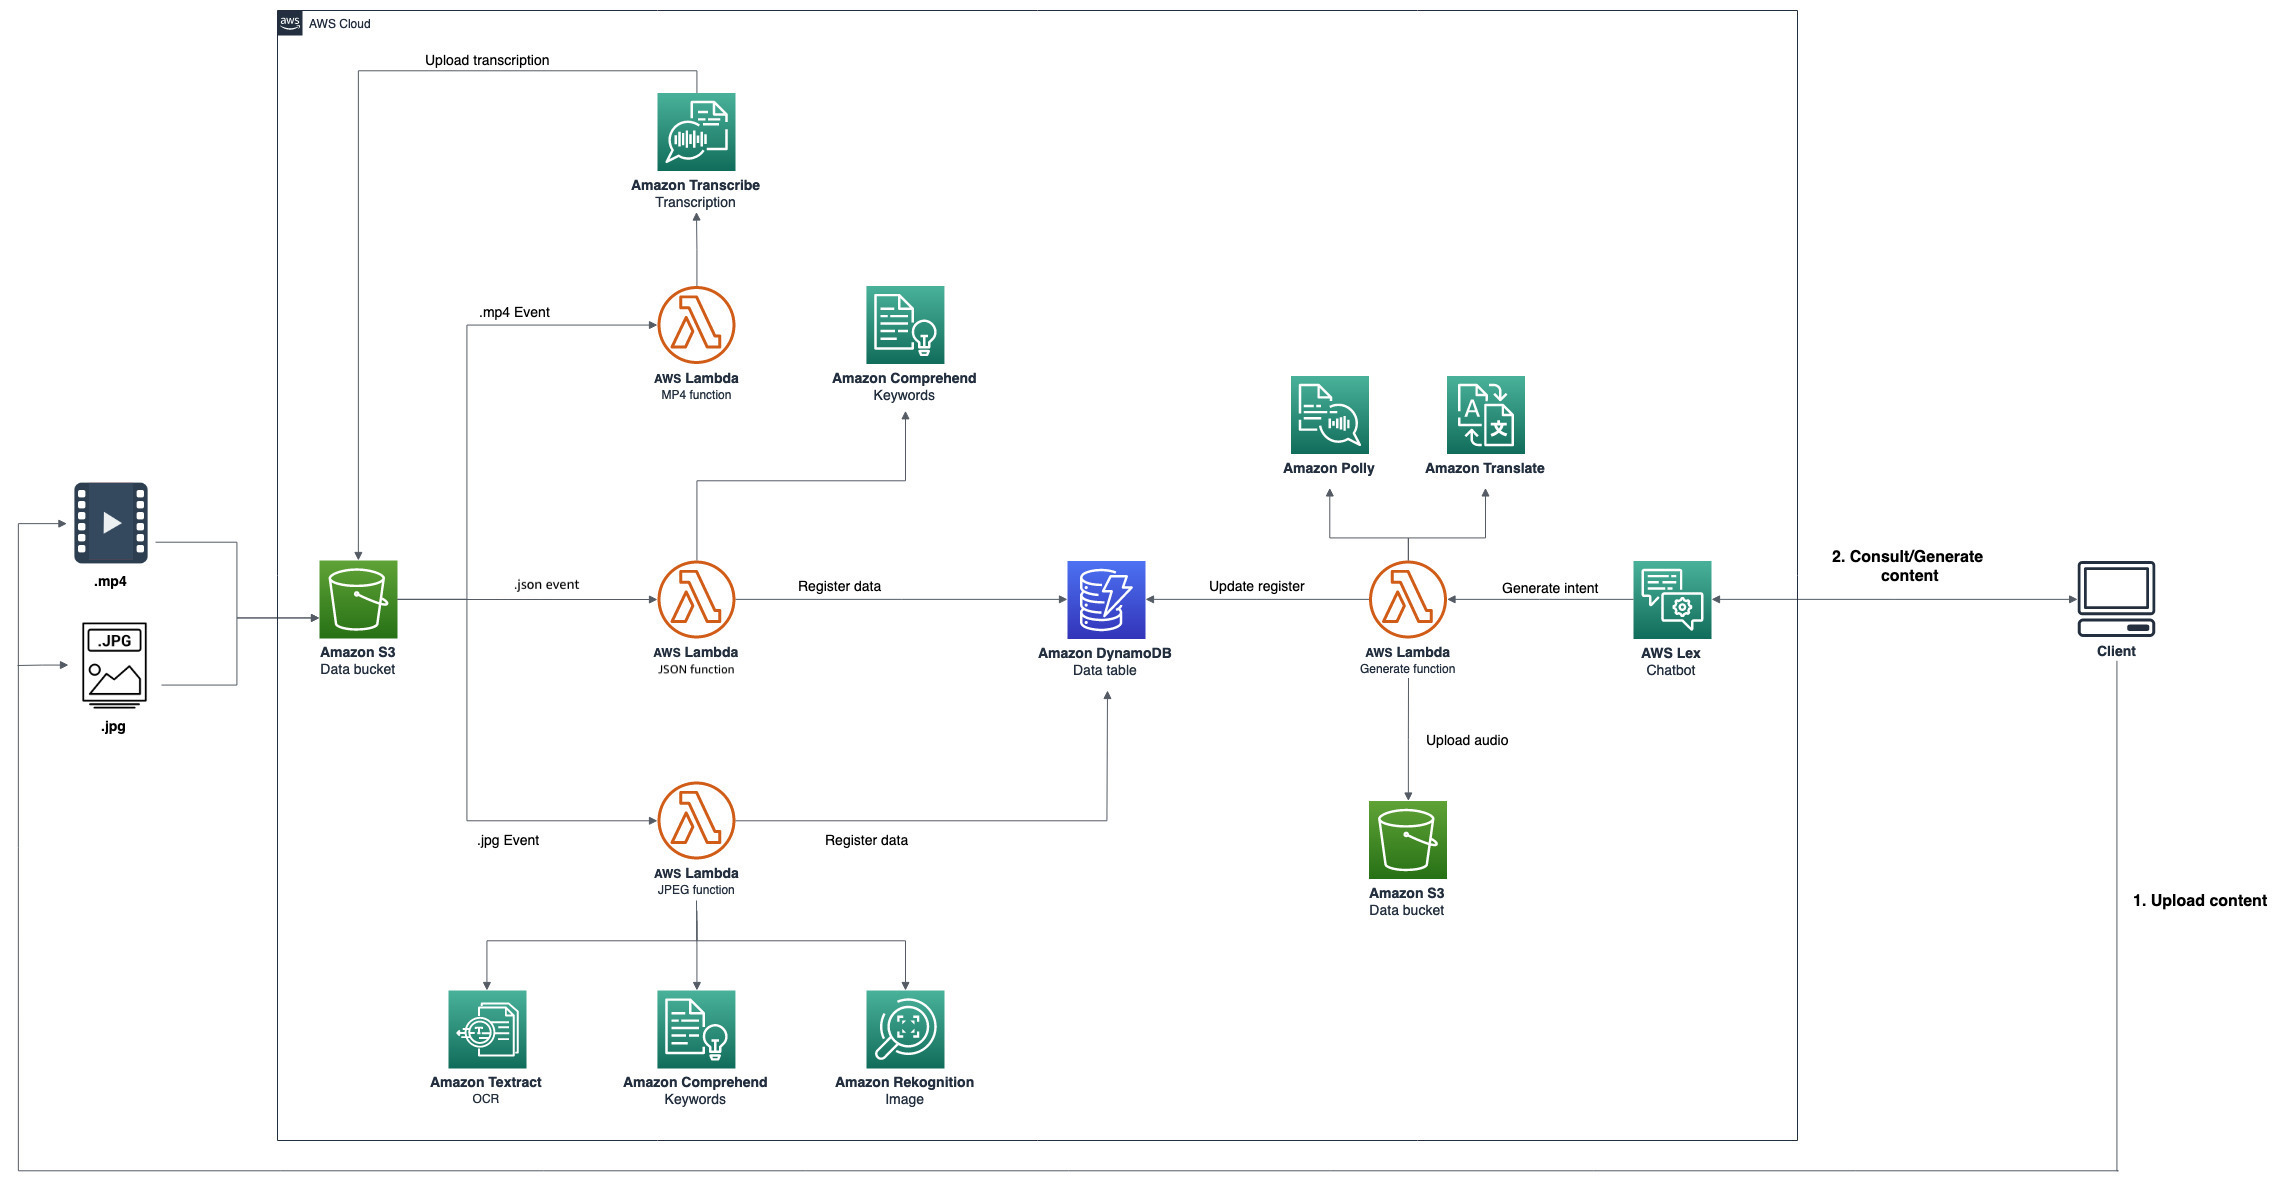 aws
AWS Cloud
Upload transcription
Amazon Transcribe
Transcription
.mp4 Event
AWS Lambda
MP4 function
Amazon Comprehend
Keywords
Amazon Polly
Amazon Translate
A
文
.mp4
.JPG
.jpg
Amazon S3
Data bucket
.json event
AWS Lambda
JSON function
Register data
Amazon DynamoDB
Data table
Update register
AWS Lambda
Generate function
Generate intent
AWS Lex
Chatbot
2. Consult/Generate
content
Client
Upload audio
Amazon S3
Data bucket
1. Upload content
.jpg Event
AWS Lambda
JPEG function
Register data
T
Amazon Textract
OCR
Amazon Comprehend
Keywords
Amazon Rekognition
Image